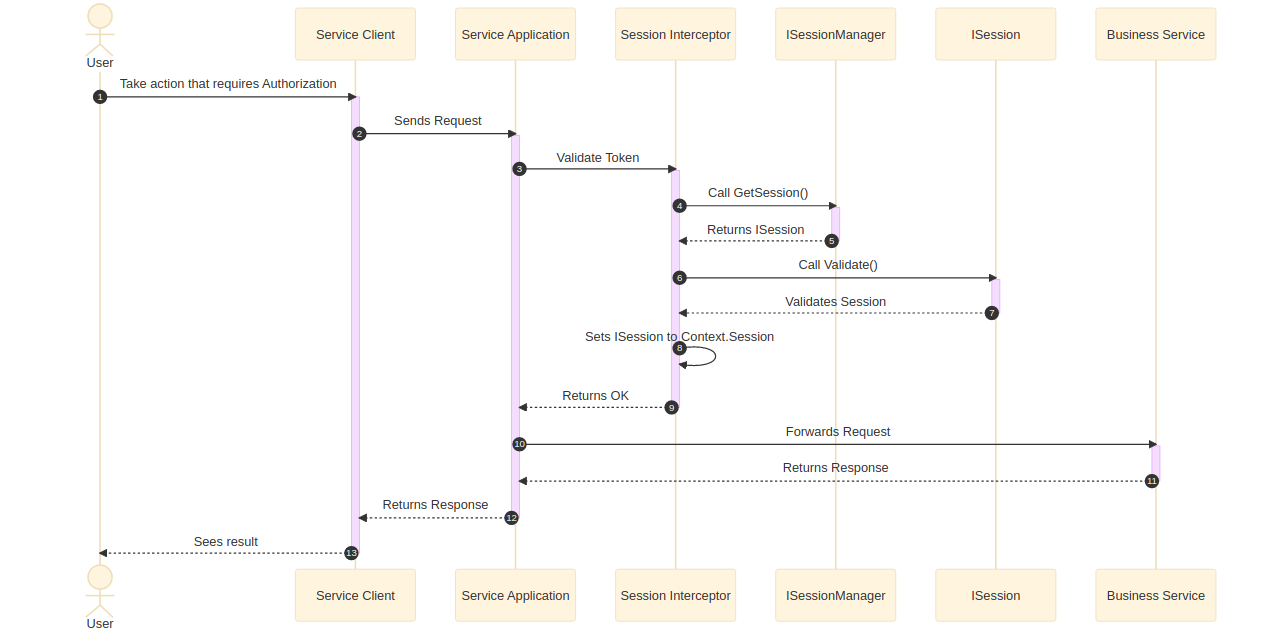 User
Service Client
Service Application
Session Interceptor
ISessionManager
ISession
Business Service
Take action that requires Authorization
1
Sends Request
2
Validate Token
3
Call GetSession()
4
Returns ISession
5
Call Validate()
6
Validates Session
7
Sets ISession to Context.Session
8
Returns OK
9
Forwards Request
10
Returns Response
11
Returns Response
12
Sees result
13
User
Service Client
Service Application
Session Interceptor
ISessionManager
ISession
Business Service